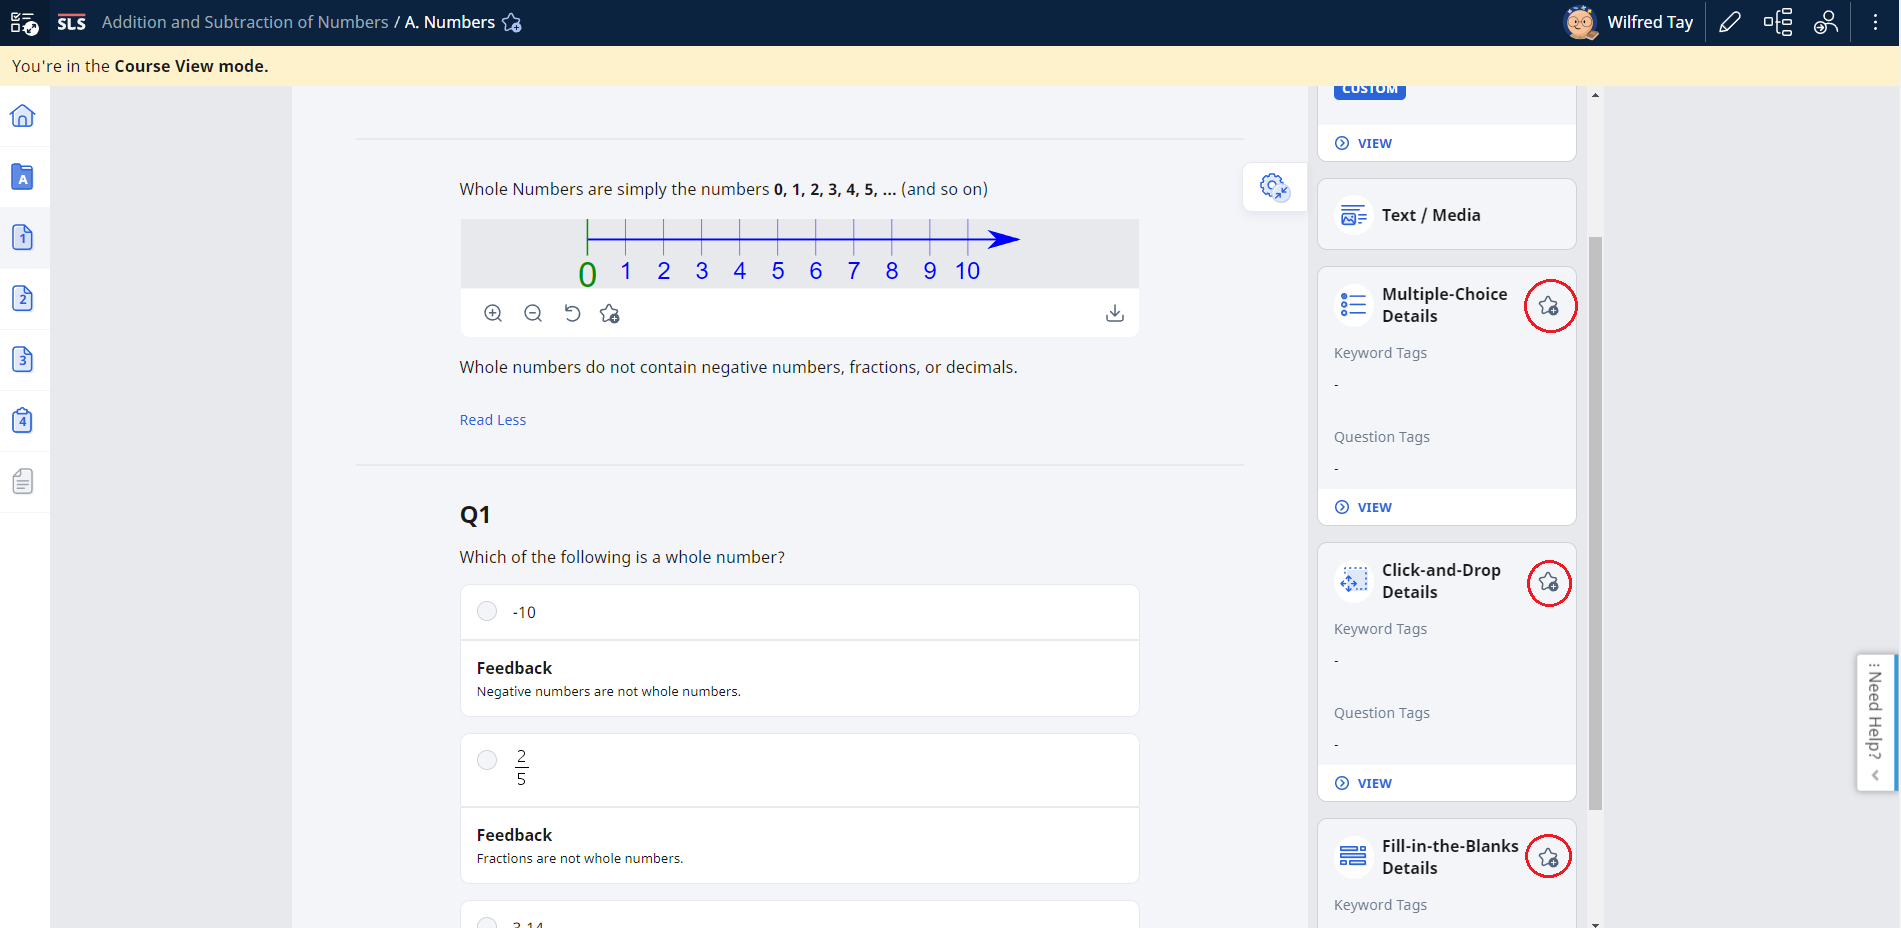 SLS Addition and Subtraction of Numbers / A. Numbers
Wilfred Tay
You're in the Course View mode.
A
1
2
3
4
Whole Numbers are simply the numbers 0, 1, 2, 3, 4, 5, ... (and so on)
0 1 2 3 4 5 6 7 8 9 10
Whole numbers do not contain negative numbers, fractions, or decimals.
Read Less
Q1
Which of the following is a whole number?
-10
Feedback
Negative numbers are not whole numbers.
2
5
Feedback
Fractions are not whole numbers.
3.14
CUSTOM
VIEW
Text / Media
Multiple-Choice
Details
Keyword Tags
-
Question Tags
-
VIEW
Click-and-Drop
Details
Keyword Tags
-
Question Tags
-
VIEW
Fill-in-the-Blanks
Details
Keyword Tags
Need Help?